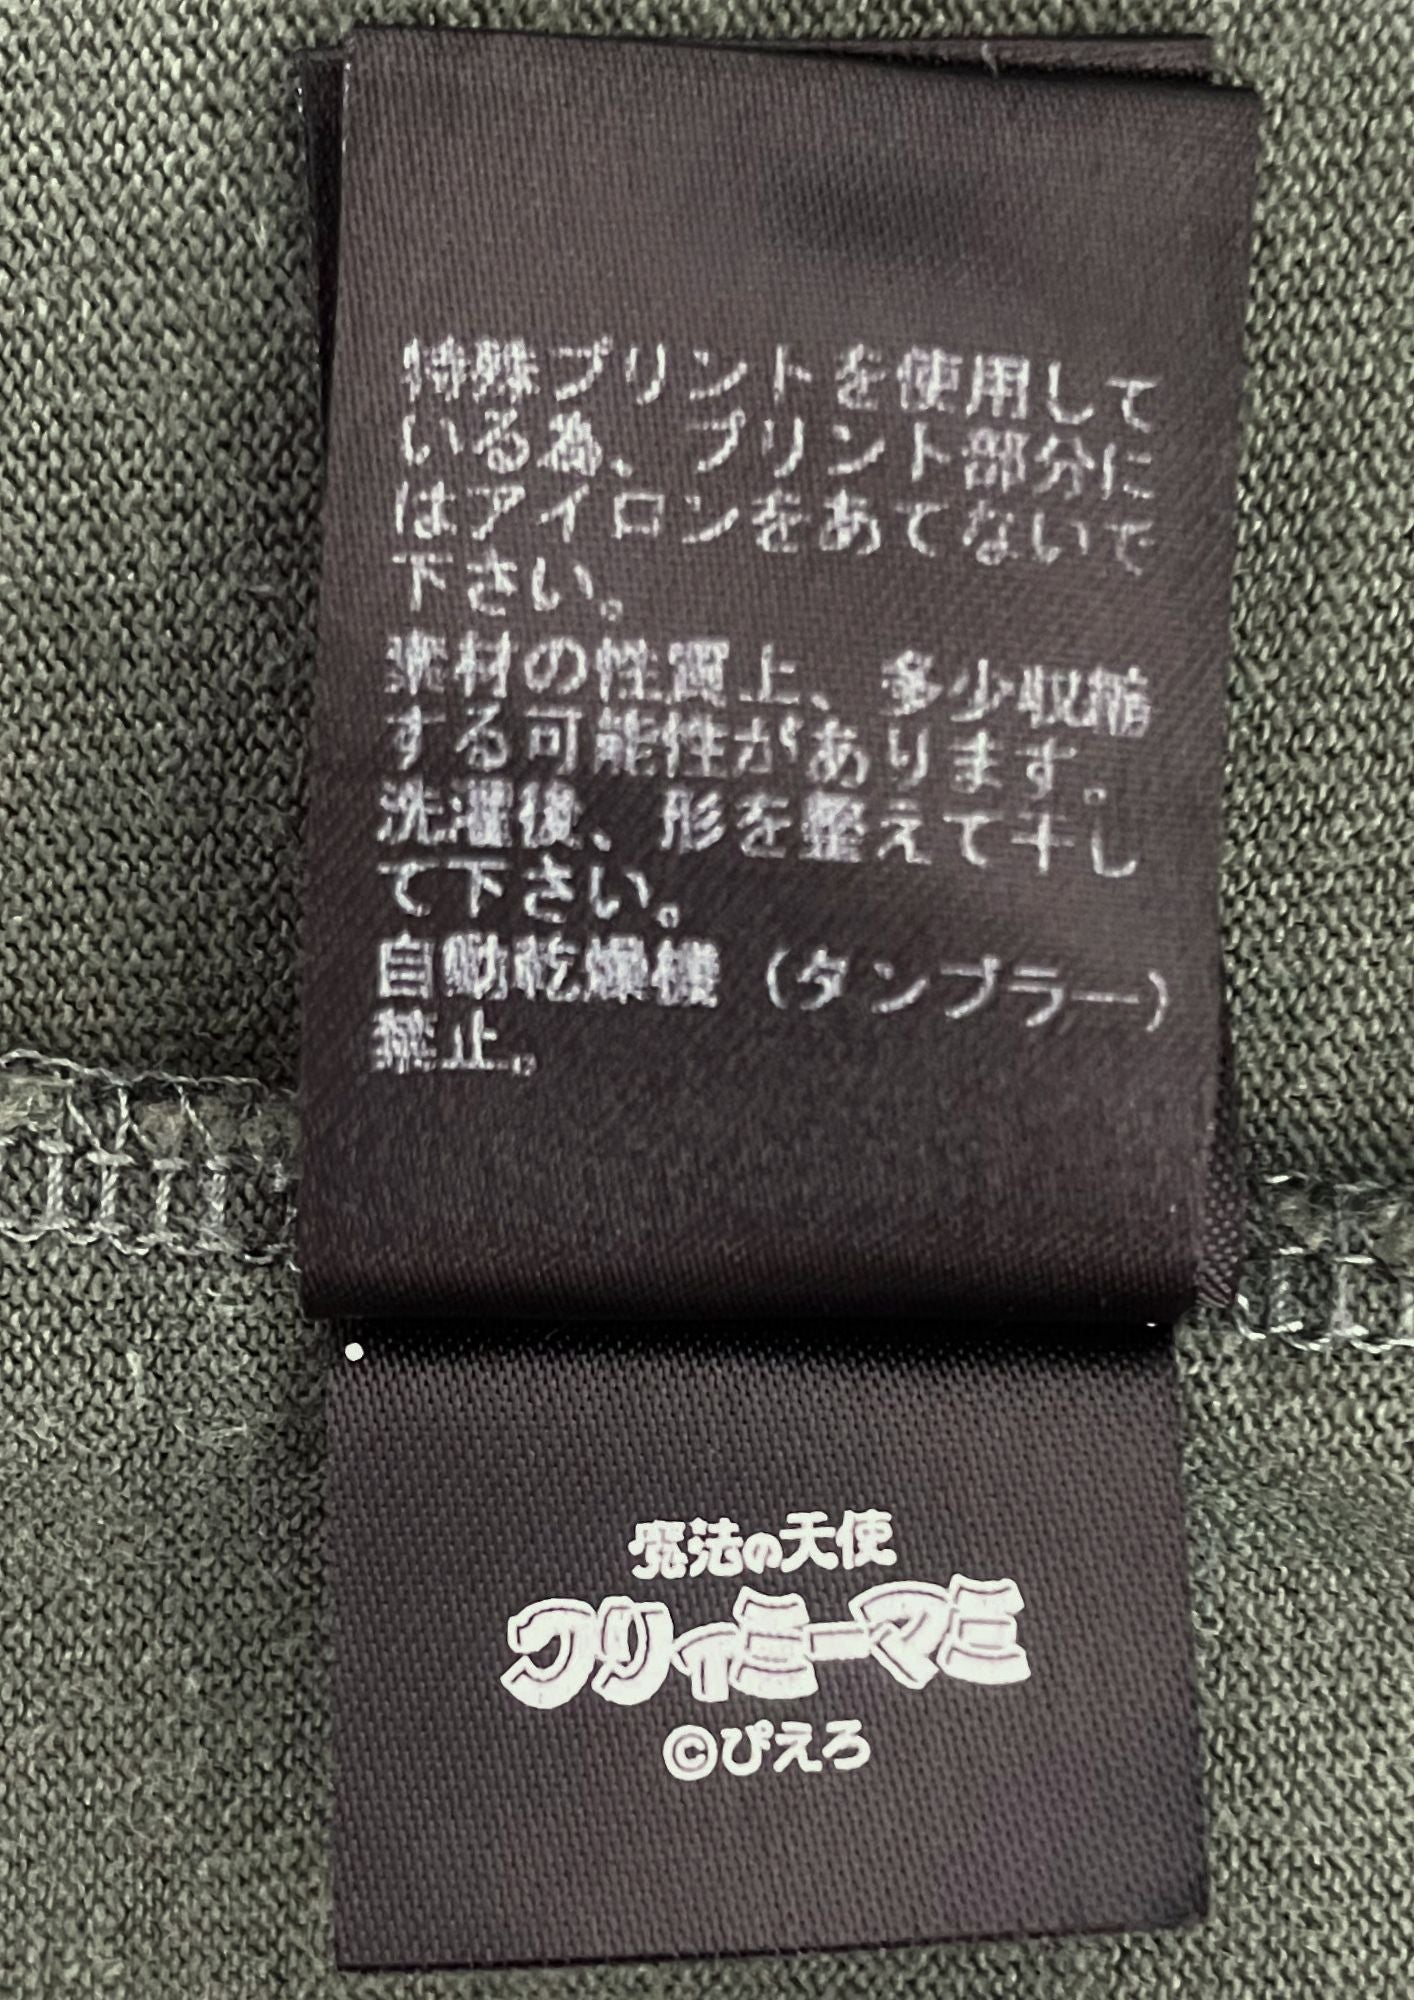 特殊プリントを使用して
いる為、プリント部分に
はアイロンをあてないで
下さい。
素材の性質上、多少収縮
する可能性があります。
洗濯後、形を整えて干し
て下さい。
自動乾燥機（タンブラー）
禁止。
魔法の天使
クリィミーマミ
©ぴえろ